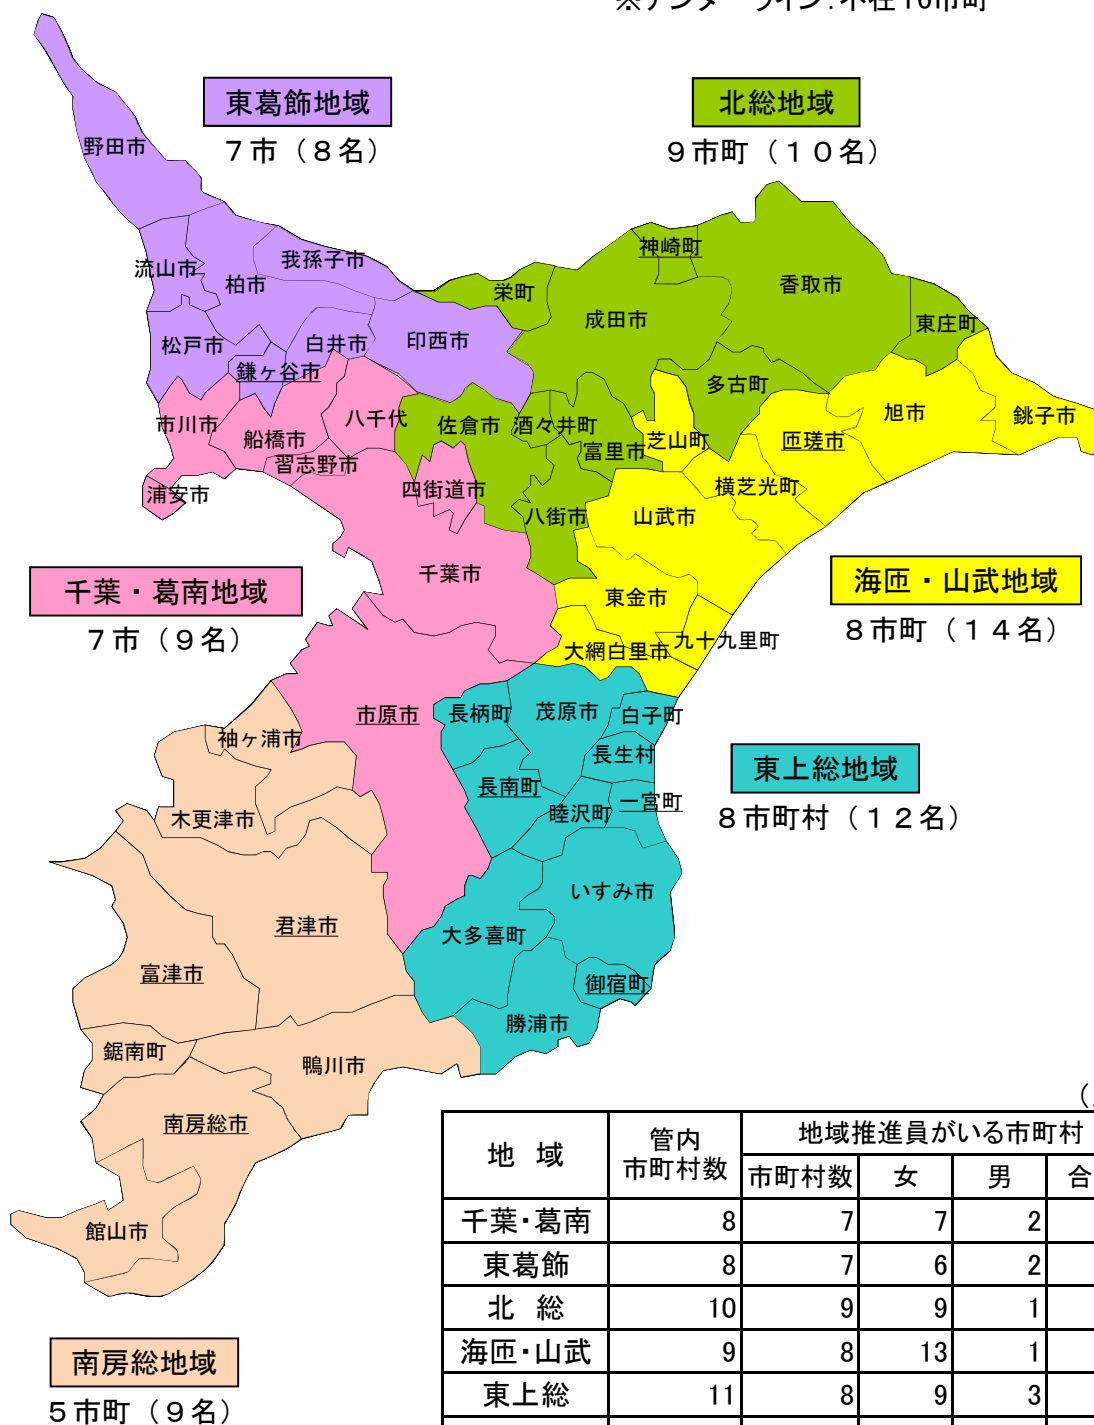 ※アンダーライン：不在10市町
東葛飾地域
7市（8名）
北総地域
9市町（10名）
野田市
流山市
柏市
我孫子市
松戸市
鎌ヶ谷市
白井市
印西市
栄町
神崎町
成田市
香取市
東庄町
多古町
佐倉市
酒々井町
富里市
八街市
芝山町
匝瑳市
旭市
銚子市
横芝光町
山武市
東金市
大網白里市
九十九里町
市川市
船橋市
八千代
習志野市
浦安市
四街道市
千葉市
市原市
千葉・葛南地域
7市（9名）
海匝・山武地域
8市町（14名）
長柄町
茂原市
白子町
長生村
長南町
睦沢町
一宮町
いすみ市
大多喜町
御宿町
勝浦市
東上総地域
8市町村（12名）
袖ヶ浦市
木更津市
君津市
富津市
鋸南町
鴨川市
南房総市
館山市
南房総地域
5市町（9名）
（
地 域 管内市町村数 地域推進員がいる市町村
市町村数 女 男 合
千葉・葛南 8 7 7 2
東葛飾 8 7 6 2
北 総 10 9 9 1
海匝・山武 9 8 13 1
東上総 11 8 9 3